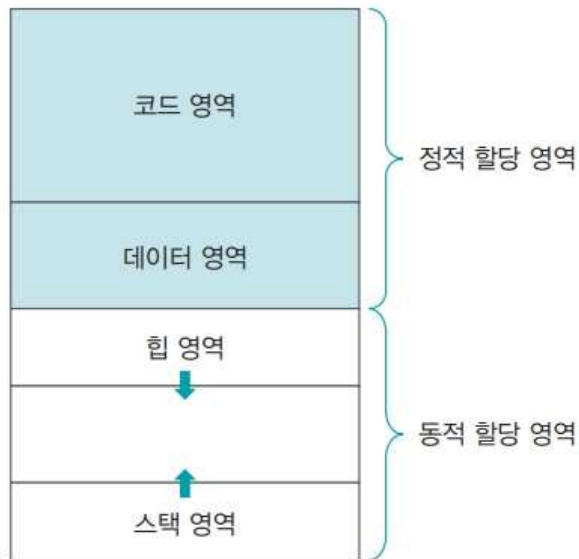 코드 영역
정적 할당 영역
데이터 영역
힙 영역
동적 할당 영역
스택 영역